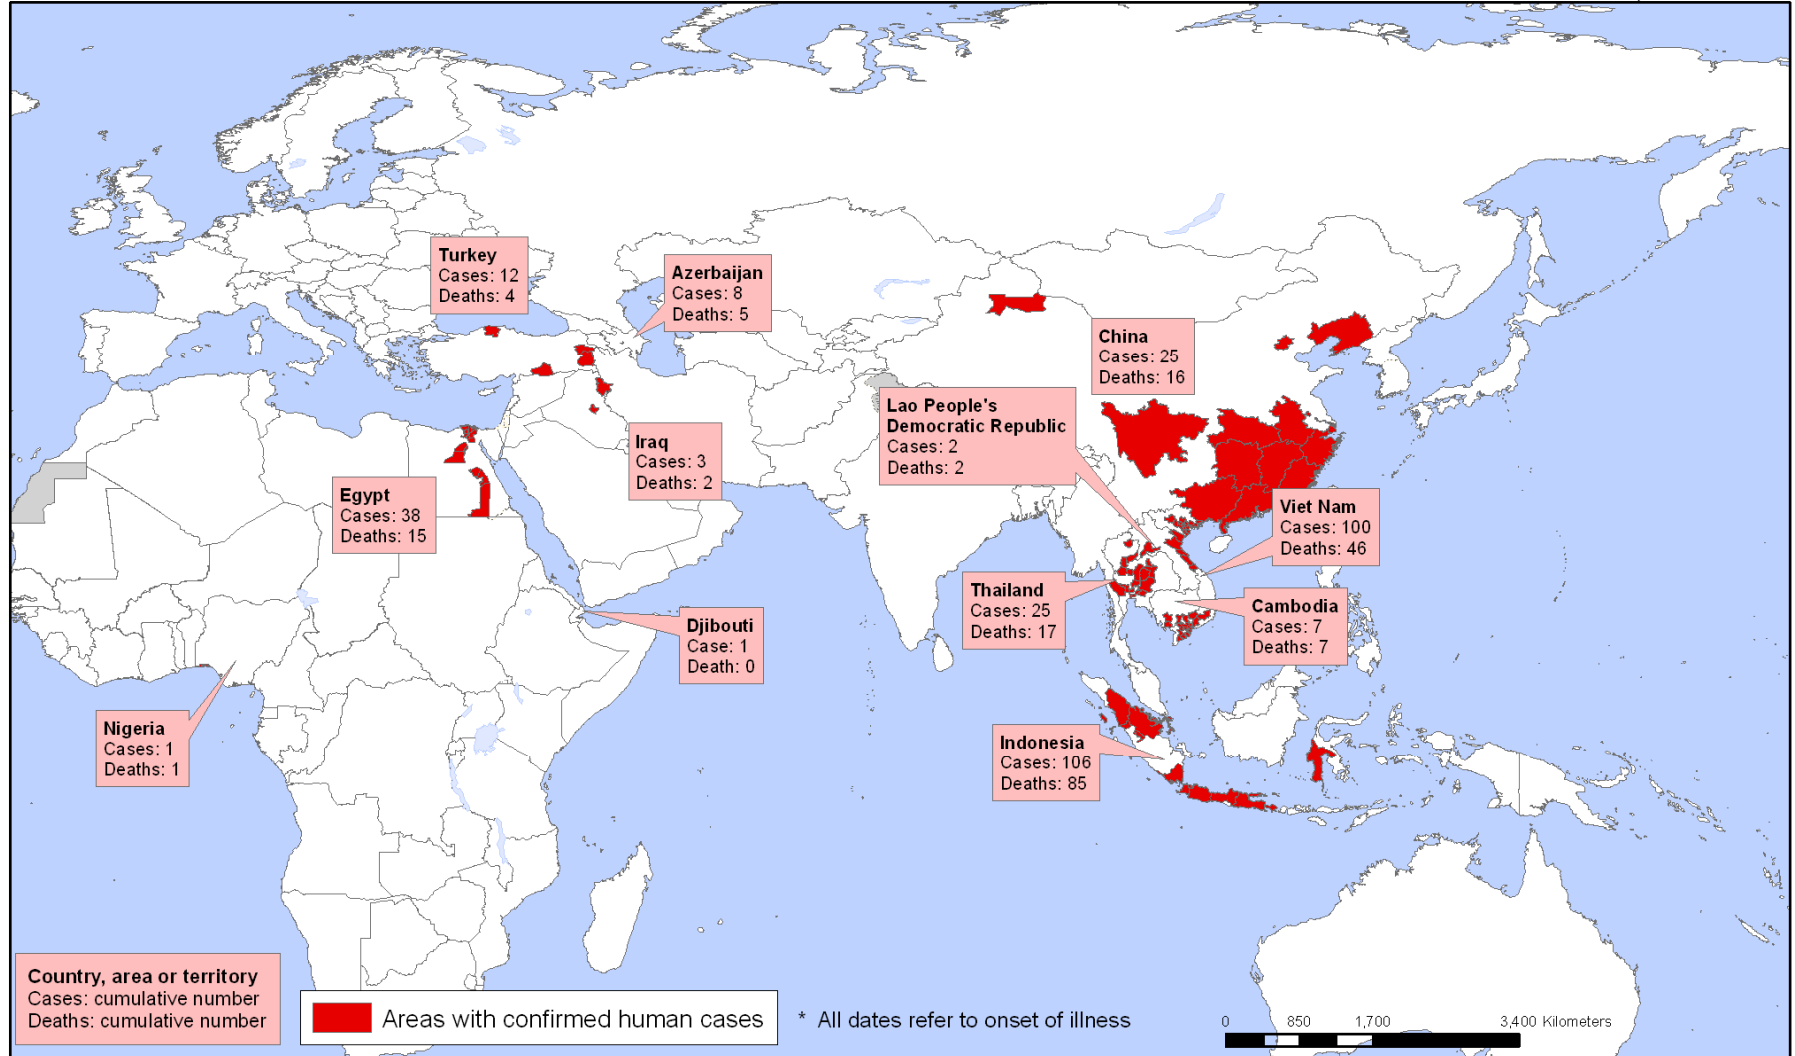 Turkey
Cases: 12
Deaths: 4
Azerbaijan
Cases: 8
Deaths: 5
China
Cases: 25
Deaths: 16
Lao People's
Democratic Republic
Cases: 2
Deaths: 2
Iraq
Cases: 3
Deaths: 2
Egypt
Cases: 38
Deaths: 15
Viet Nam
Cases: 100
Deaths: 46
Thailand
Cases: 25
Deaths: 17
Cambodia
Cases: 7
Deaths: 7
Djibouti
Case: 1
Death: 0
Nigeria
Cases: 1
Deaths: 1
Indonesia
Cases: 106
Deaths: 85
Country, area or territory
Cases: cumulative number
Deaths: cumulative number
Areas with confirmed human cases
* All dates refer to onset of illness
0 850 1,700 3,400 Kilometers